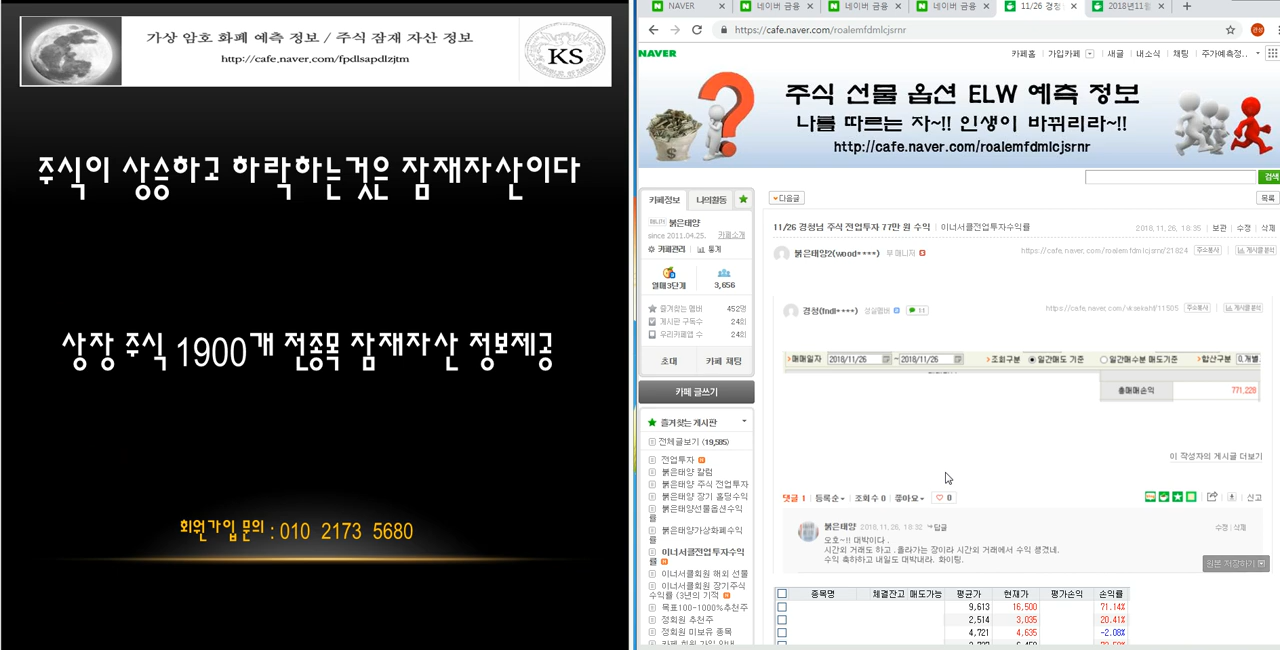 가상 암호 화폐 예측 정보 / 주식 잠재 자산 정보
http://cafe.naver.com/fpdlsapdlzjtm
KS
주식이 상승하고 하락하는것은 잠재자산이다
상장 주식 1900개 전종목 잠재자산 정보제공
회원가입 문의 : 010 2173 5680
NAVER
네이버 금융
네이버 금융
네이버 금융
11/26 경청
2018년11월
https://cafe.naver.com/roalemfdmlcjsrnr
NAVER
카페홈 가입카페 새글 내소식 채팅 주가예측정..
주식 선물 옵션 ELW 예측 정보
나를 따르는 자~!! 인생이 바뀌리라~!!
http://cafe.naver.com/roalemfdmlcjsrnr
검색
카페정보 나의활동
매니저 붉은태양
since 2011.04.25. 카페소개
카페관리 통계
열매3단계 3,656
즐겨찾는 멤버 452명
게시판 구독수 24회
우리카페앱 수 24회
초대 카페 채팅
카페 글쓰기
즐겨찾는 게시판
전체글보기 (19,585)
전업투자
붉은태양 칼럼
붉은태양 주식 전업투자
붉은태양 장기 홀딩수익
붉은태양선물옵션수익률
붉은태양가상화폐수익률
이너서클전업투자수익률
이너서클회원 해외 선물
이너서클회원 장기주식수익률 (3년의 기적
목표100-1000%추천주
정회원 추천주
정회원 미보유 종목
다음글 목록
11/26 경청님 주식 전업투자 77만 원 수익 이너서클전업투자수익률
2018.11.26. 18:35 보관 수정 삭제
붉은태양2(wood****) 부매니저
https://cafe.naver.com/roalemfdmlcjsrnr/21824 주소복사 게시글 분석
경청(fndl****) 성실멤버 11
주소복사 게시글 분석
매매일자 2018/11/26 ~ 2018/11/26 조회구분 일간매도 기준 일간매수분 매도기준 합산구분 0.개별
총매매손익 771,228
이 작성자의 게시글 더보기
댓글 1 등록순 조회수 0 좋아요 0
신고
붉은태양 2018.11.26. 18:32 답글
수정 삭제
오호~!! 대박이다 .
시간외 거래도 하고 .흘라가는 장이라 시간외 거래에서 수익 챙겼네.
수익 축하하고 내일도 대박내라. 화이팅.
원본 저장하기
종목명 체결잔고 매도가능 평균가 현재가 평가손익 손익률
9,613 16,500 71.14%
2,514 3,035 20.41%
4,721 4,635 -2.08%